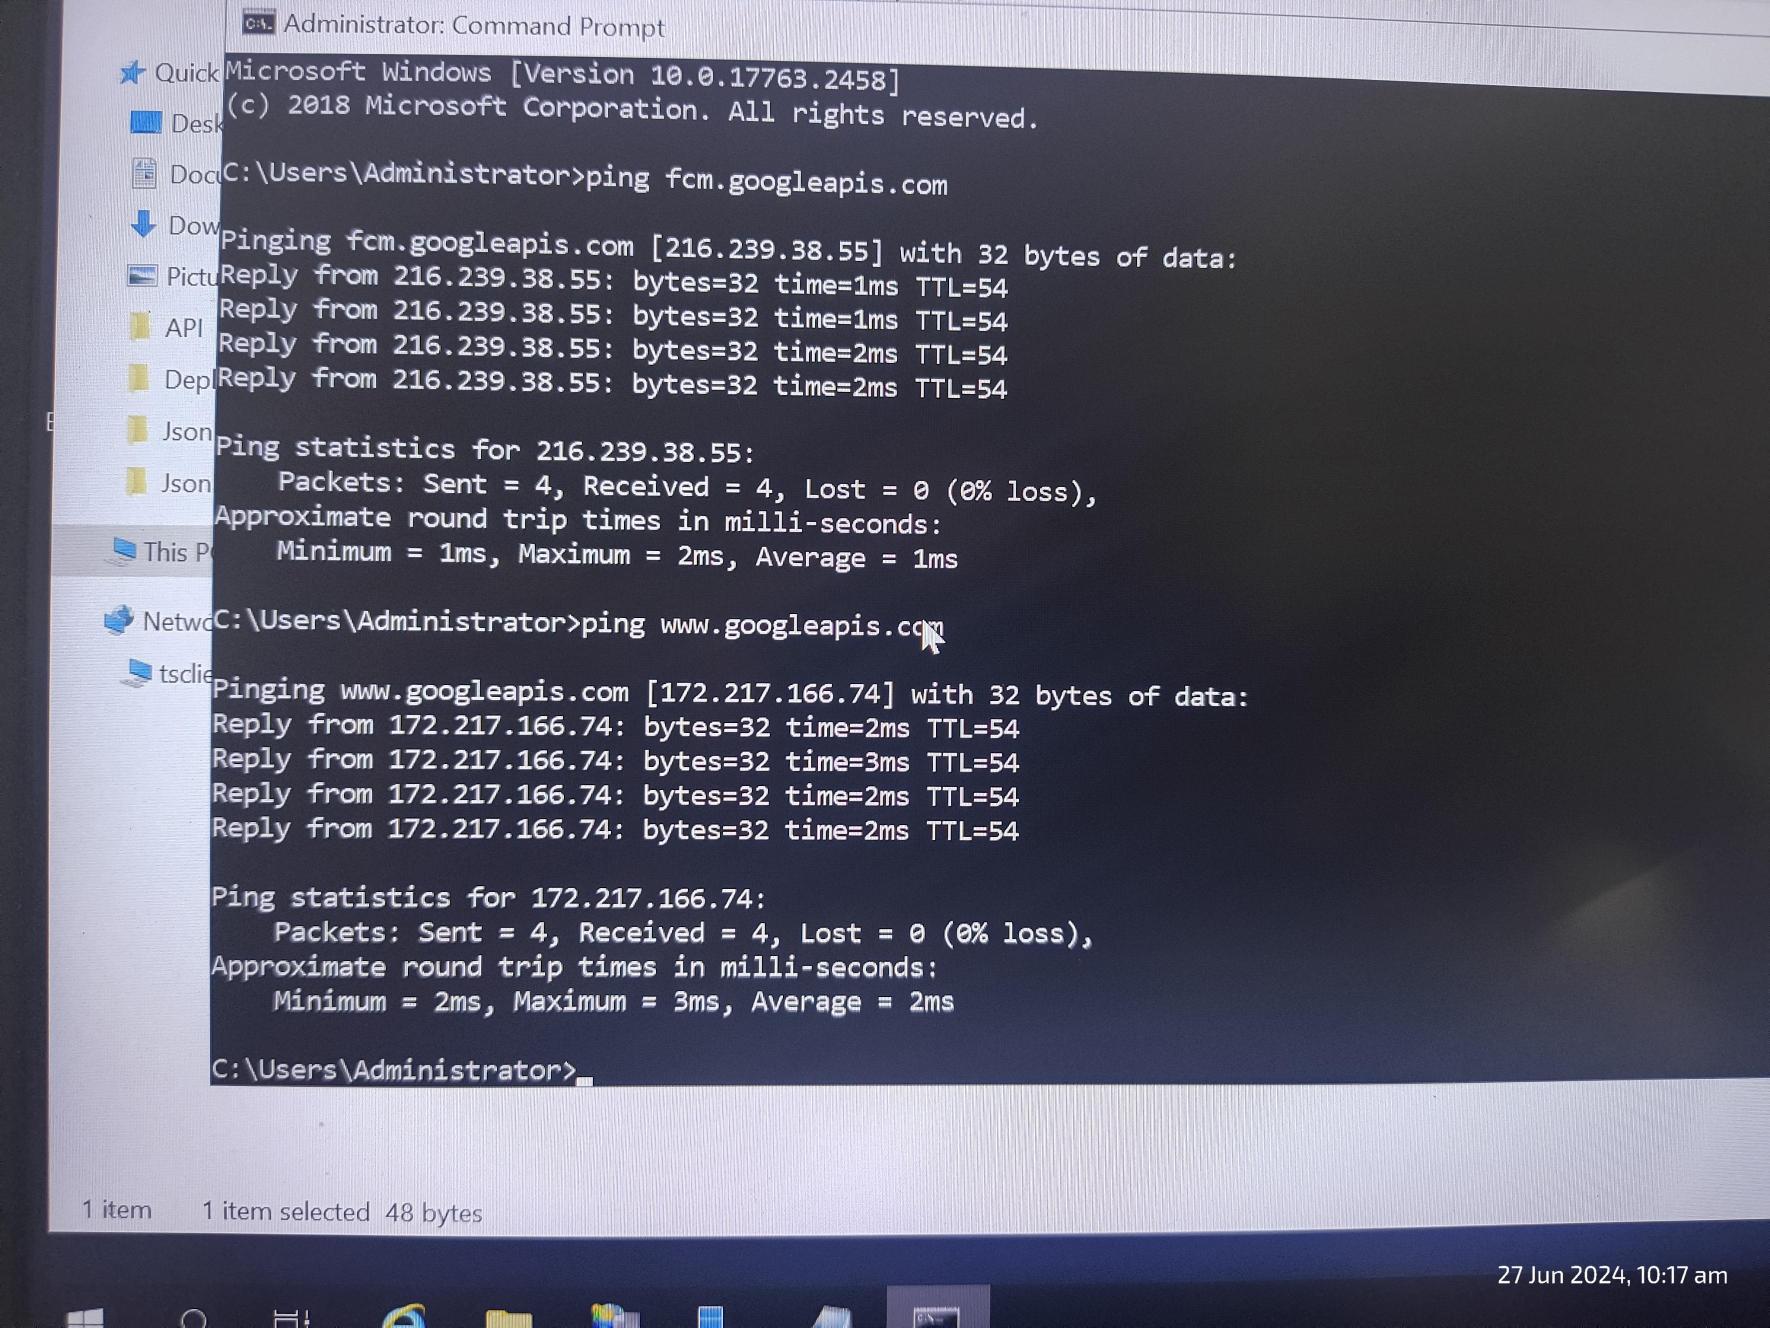 Administrator: Command Prompt
Microsoft Windows [Version 10.0.17763.2458]
(c) 2018 Microsoft Corporation. All rights reserved.
C:\Users\Administrator>ping fcm.googleapis.com
Pinging fcm.googleapis.com [216.239.38.55] with 32 bytes of data:
Reply from 216.239.38.55: bytes=32 time=1ms TTL=54
Reply from 216.239.38.55: bytes=32 time=1ms TTL=54
Reply from 216.239.38.55: bytes=32 time=2ms TTL=54
Reply from 216.239.38.55: bytes=32 time=2ms TTL=54
Ping statistics for 216.239.38.55:
Packets: Sent = 4, Received = 4, Lost = 0 (0% loss),
Approximate round trip times in milli-seconds:
Minimum = 1ms, Maximum = 2ms, Average = 1ms
C:\Users\Administrator>ping www.googleapis.com
Pinging www.googleapis.com [172.217.166.74] with 32 bytes of data:
Reply from 172.217.166.74: bytes=32 time=2ms TTL=54
Reply from 172.217.166.74: bytes=32 time=3ms TTL=54
Reply from 172.217.166.74: bytes=32 time=2ms TTL=54
Reply from 172.217.166.74: bytes=32 time=2ms TTL=54
Ping statistics for 172.217.166.74:
Packets: Sent = 4, Received = 4, Lost = 0 (0% loss),
Approximate round trip times in milli-seconds:
Minimum = 2ms, Maximum = 3ms, Average = 2ms
C:\Users\Administrator>
Quick
Desk
Doc
Dow
Pictu
API
Depl
Json
Json
This P
Netwo
tsclie
1 item 1 item selected 48 bytes
27 Jun 2024, 10:17 am